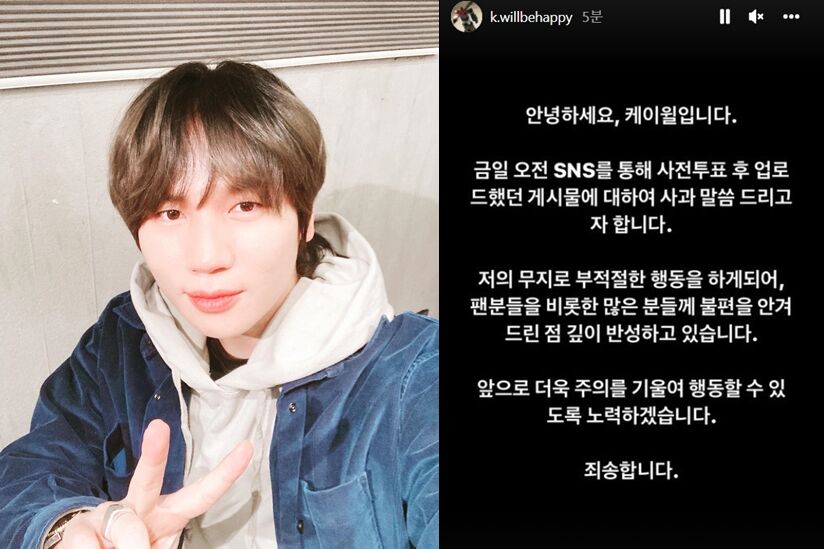 k.willbehappy 5분
안녕하세요, 케이윌입니다.
금일 오전 SNS를 통해 사전투표 후 업로
드했던 게시물에 대하여 사과 말씀 드리고
자 합니다.
저의 무지로 부적절한 행동을 하게되어,
팬분들을 비롯한 많은 분들께 불편을 안겨
드린 점 깊이 반성하고 있습니다.
앞으로 더욱 주의를 기울여 행동할 수 있
도록 노력하겠습니다.
죄송합니다.